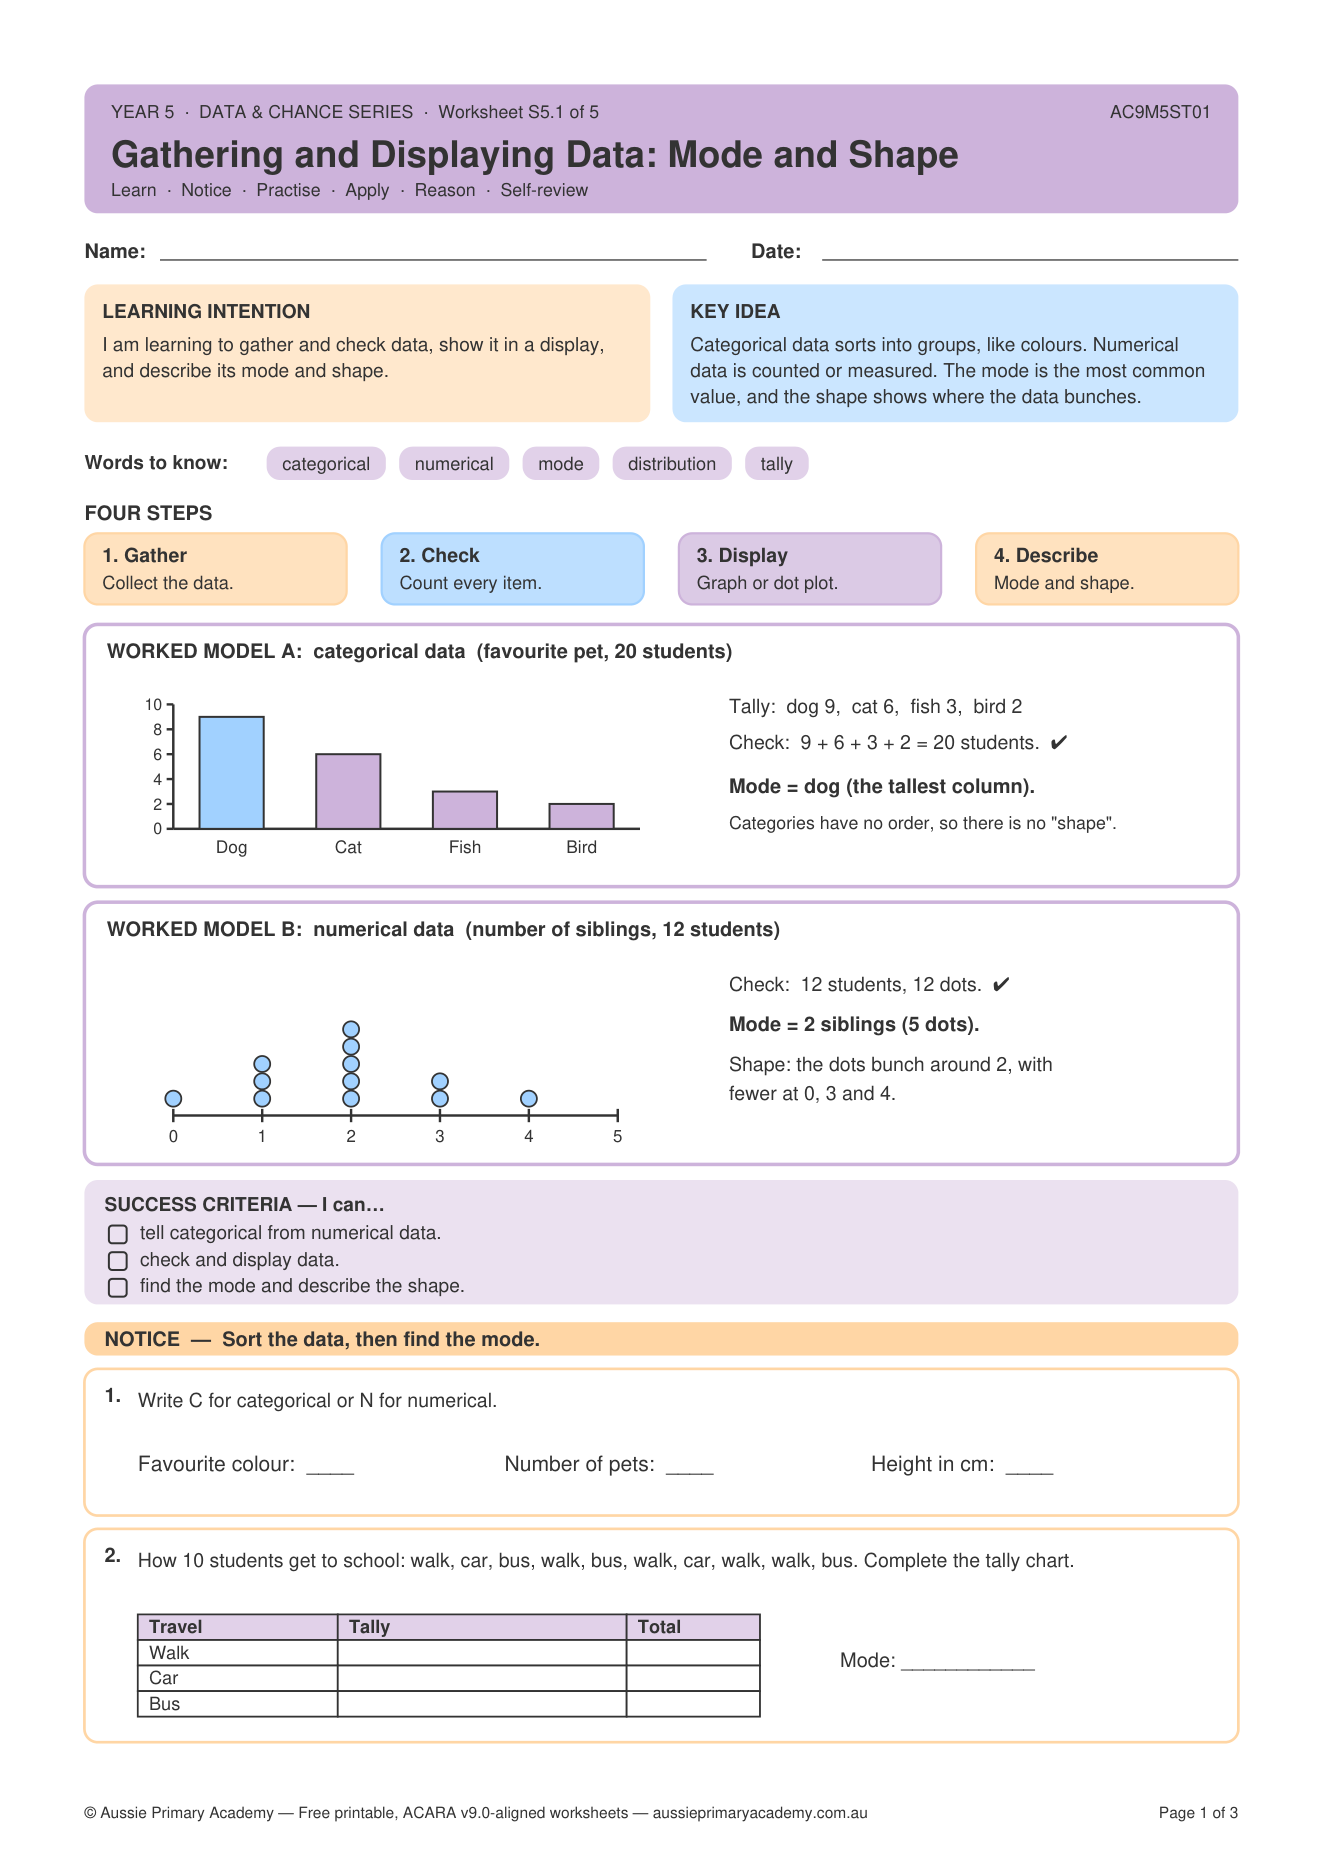 YEAR 5 · DATA & CHANCE SERIES · Worksheet S5.1 of 5 AC9M5ST01
Gathering and Displaying Data: Mode and Shape
Learn · Notice · Practise · Apply · Reason · Self-review
Name: Date:
LEARNING INTENTION
I am learning to gather and check data, show it in a display,
and describe its mode and shape.
KEY IDEA
Categorical data sorts into groups, like colours. Numerical
data is counted or measured. The mode is the most common
value, and the shape shows where the data bunches.
Words to know: categorical numerical mode distribution tally
FOUR STEPS
1. Gather
Collect the data.
2. Check
Count every item.
3. Display
Graph or dot plot.
4. Describe
Mode and shape.
WORKED MODEL A: categorical data (favourite pet, 20 students)
10
8
6
4
2
0
Dog Cat Fish Bird
Tally: dog 9, cat 6, fish 3, bird 2
Check: 9 + 6 + 3 + 2 = 20 students. ✔
Mode = dog (the tallest column).
Categories have no order, so there is no "shape".
WORKED MODEL B: numerical data (number of siblings, 12 students)
0 1 2 3 4 5
Check: 12 students, 12 dots. ✔
Mode = 2 siblings (5 dots).
Shape: the dots bunch around 2, with
fewer at 0, 3 and 4.
SUCCESS CRITERIA — I can…
tell categorical from numerical data.
check and display data.
find the mode and describe the shape.
NOTICE — Sort the data, then find the mode.
1. Write C for categorical or N for numerical.
Favourite colour: ____ Number of pets: ____ Height in cm: ____
2. How 10 students get to school: walk, car, bus, walk, bus, walk, car, walk, walk, bus. Complete the tally chart.
Travel Tally Total
Walk
Car
Bus
Mode: ____________
© Aussie Primary Academy — Free printable, ACARA v9.0-aligned worksheets — aussieprimaryacademy.com.au Page 1 of 3